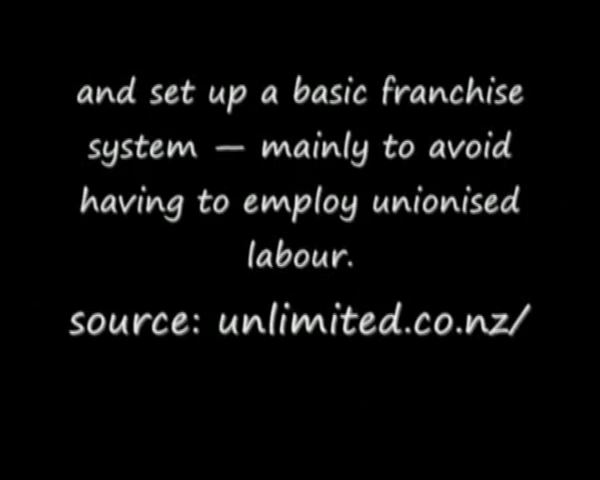 and set up a basic franchise
system — mainly to avoid
having to employ unionised
labour.
source: unlimited.co.nz/